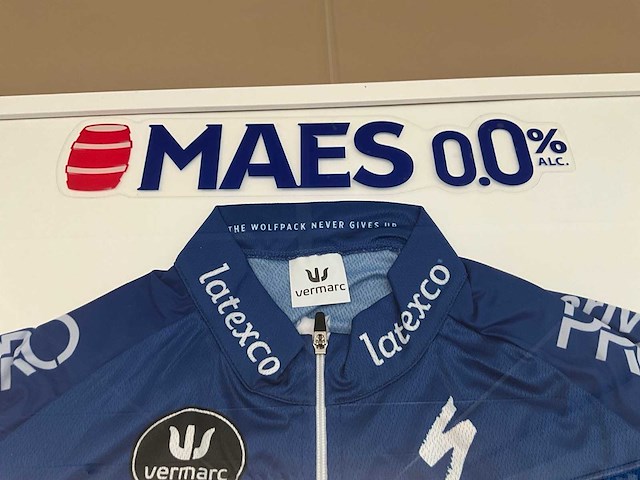 MAES 0.0%
ALC.
THE WOLFPACK NEVER GIVES UP
vermarc
latexco
latexco
vermarc